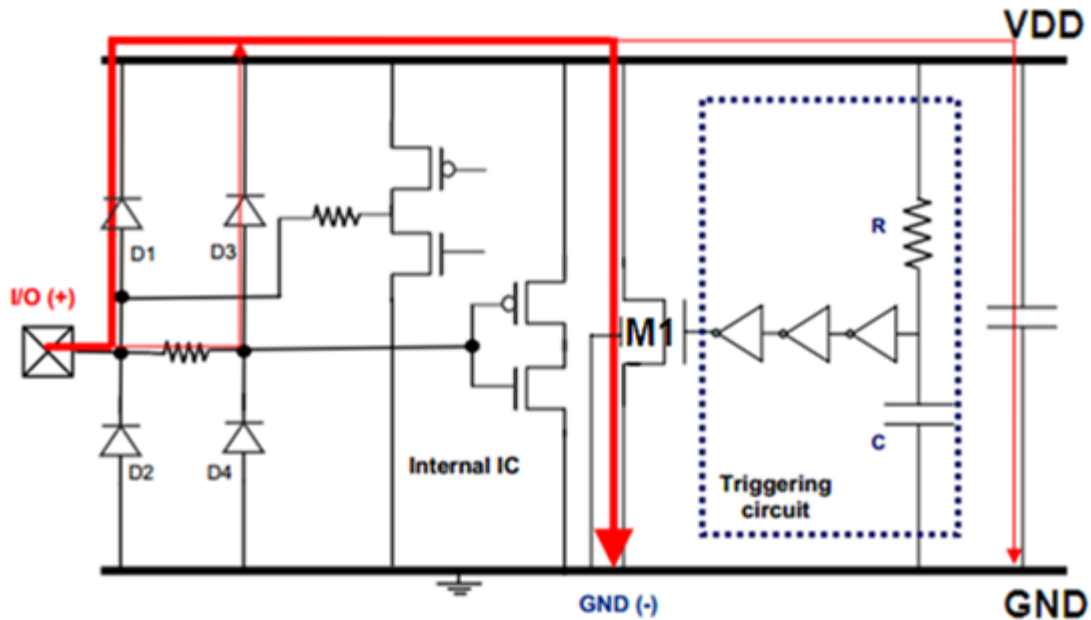 VDD
D1
D3
R
I/O (+)
M1
D2
D4
Internal IC
C
Triggering
circuit
GND (-)
GND